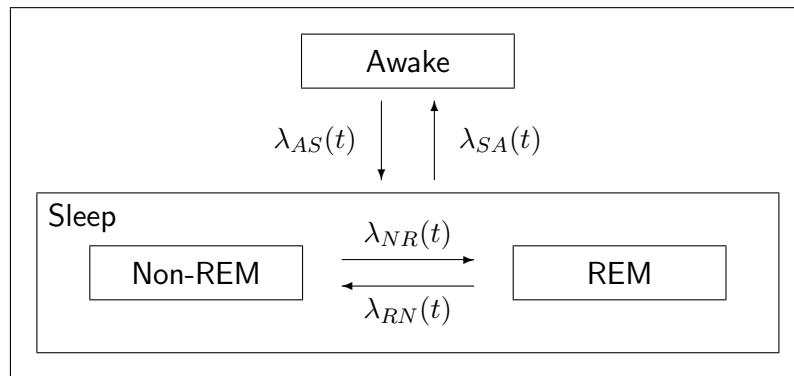 Awake
λ_AS(t) λ_SA(t)
Sleep
λ_NR(t)
Non-REM REM
λ_RN(t)